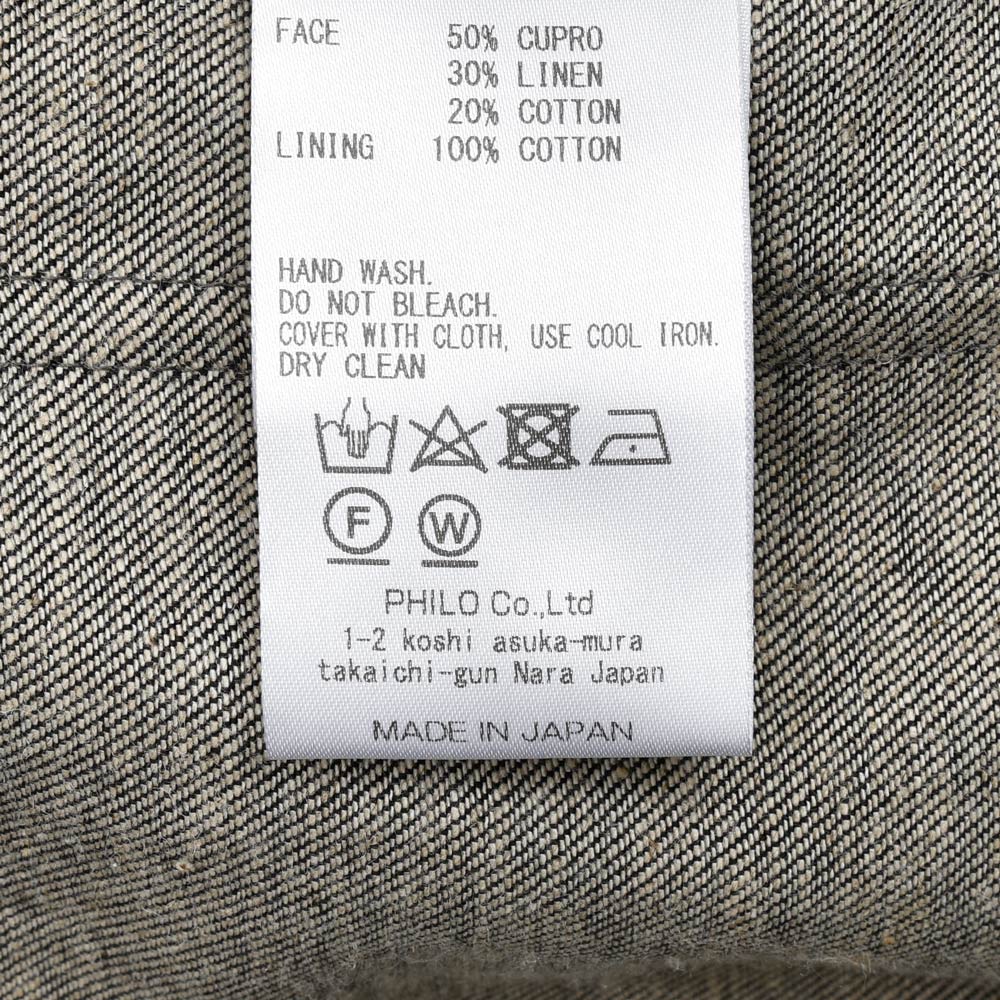 FACE 50% CUPRO
30% LINEN
20% COTTON
LINING 100% COTTON
HAND WASH.
DO NOT BLEACH.
COVER WITH CLOTH, USE COOL IRON.
DRY CLEAN
F W
PHILO Co.,Ltd
1-2 koshi asuka-mura
takaichi-gun Nara Japan
MADE IN JAPAN